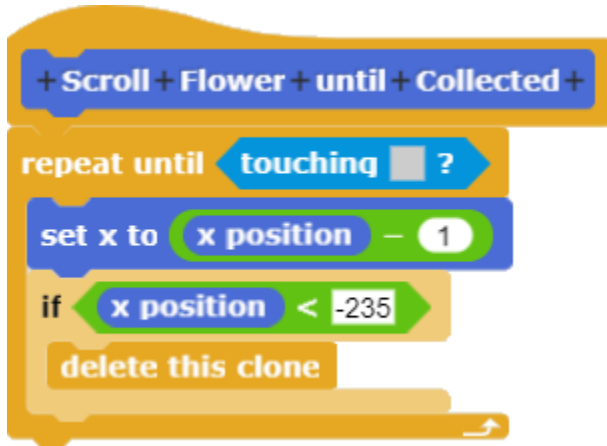 + Scroll + Flower + until + Collected +
repeat until touching ?
set x to x position - 1
if x position < -235
delete this clone